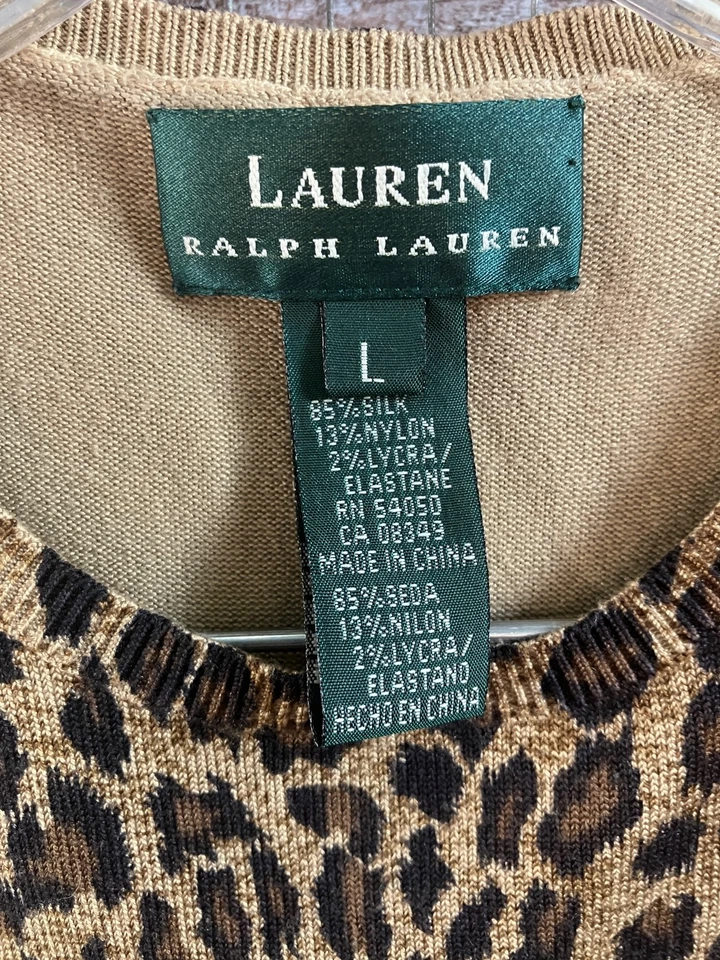 LAUREN
RALPH LAUREN
L
85%SILK
13%NYLON
2%LYCRA/
ELASTANE
RN 54050
CA 08349
MADE IN CHINA
85%SEDA
13%NILON
2%LYCRA/
ELASTANO
HECHO EN CHINA